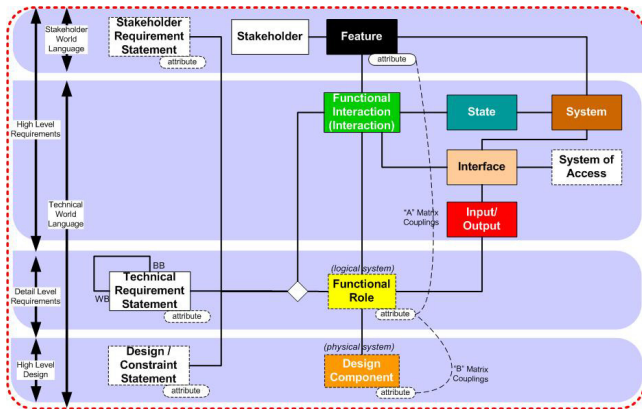 Stakeholder
World
Language
Stakeholder
Requirement
Statement
attribute
Stakeholder
Feature
attribute
High Level
Requirements
Functional
Interaction
(Interaction)
State
System
Interface
System of
Access
Technical
World
Language
"A" Matrix
Couplings
Input/
Output
Detail Level
Requirements
BB
WB
Technical
Requirement
Statement
attribute
(logical system)
Functional
Role
attribute
High Level
Design
Design /
Constraint
Statement
attribute
(physical system)
Design
Component
attribute
"B" Matrix
Couplings